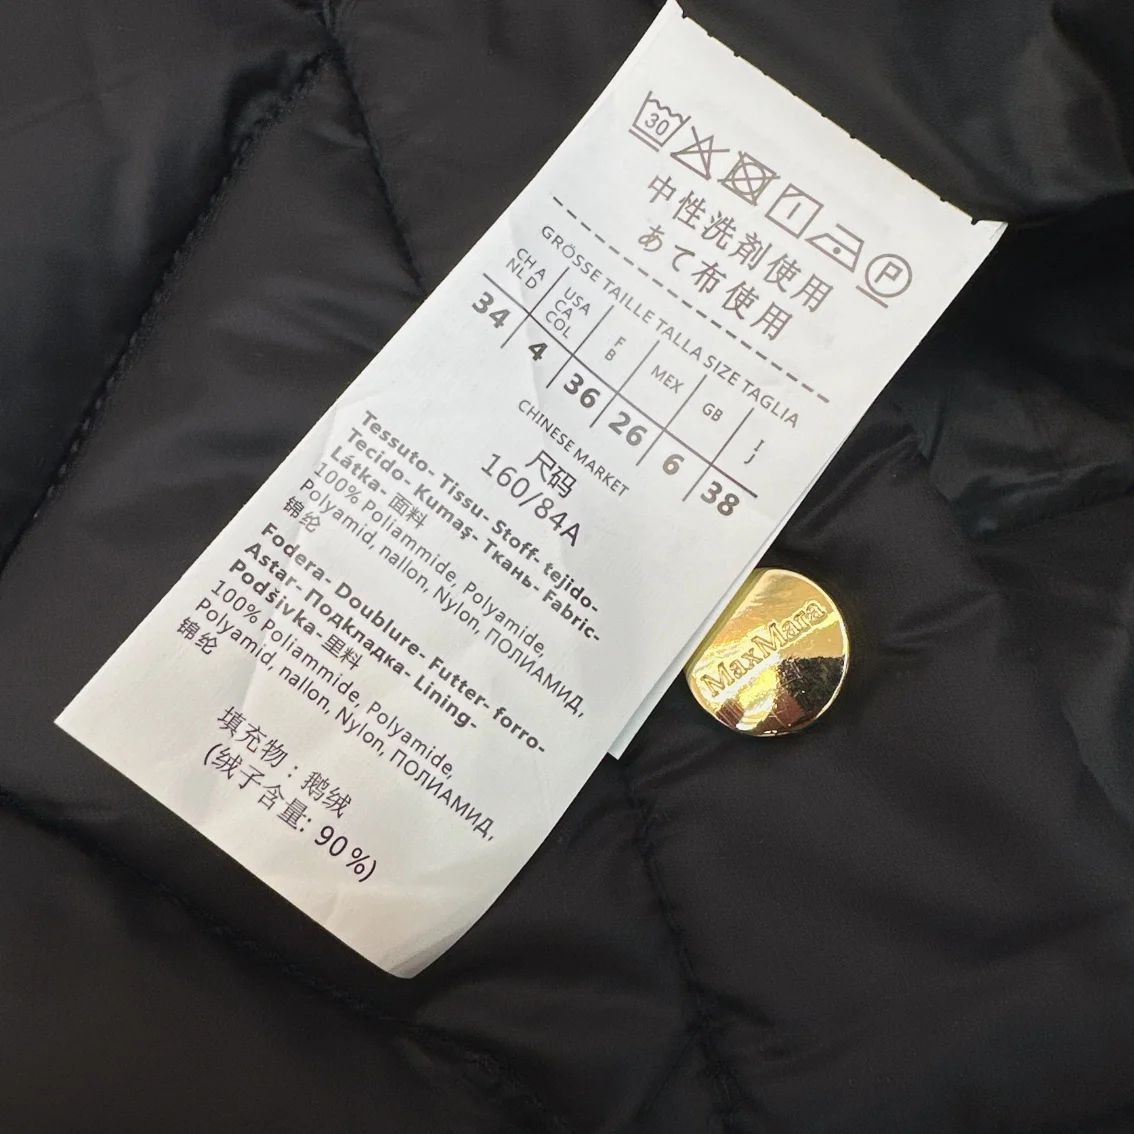 30
P
中性洗剤使用
あて布使用
GRÖSSE TAILLE TALLA SIZE TAGLIA
CH A NLD
USA CA COL
F B
MEX
GB
I J
34 4 36 26 6 38
CHINESE MARKET
尺码
160/84A
Tessuto- Tissu- Stoff- tejido-
Tecido- Kumaş- Ткань- Fabric-
Látka- 面料
100% Poliammide, Polyamide,
Polyamid, nallon, Nylon, ПОЛИАМИД,
锦纶
Fodera- Doublure- Futter- forro-
Astar- Подкладка- Lining-
Podšívka- 里料
100% Poliammide, Polyamide,
Polyamid, nallon, Nylon, ПОЛИАМИД,
锦纶
填充物：鹅绒
(绒子含量: 90 %)
MaxMara